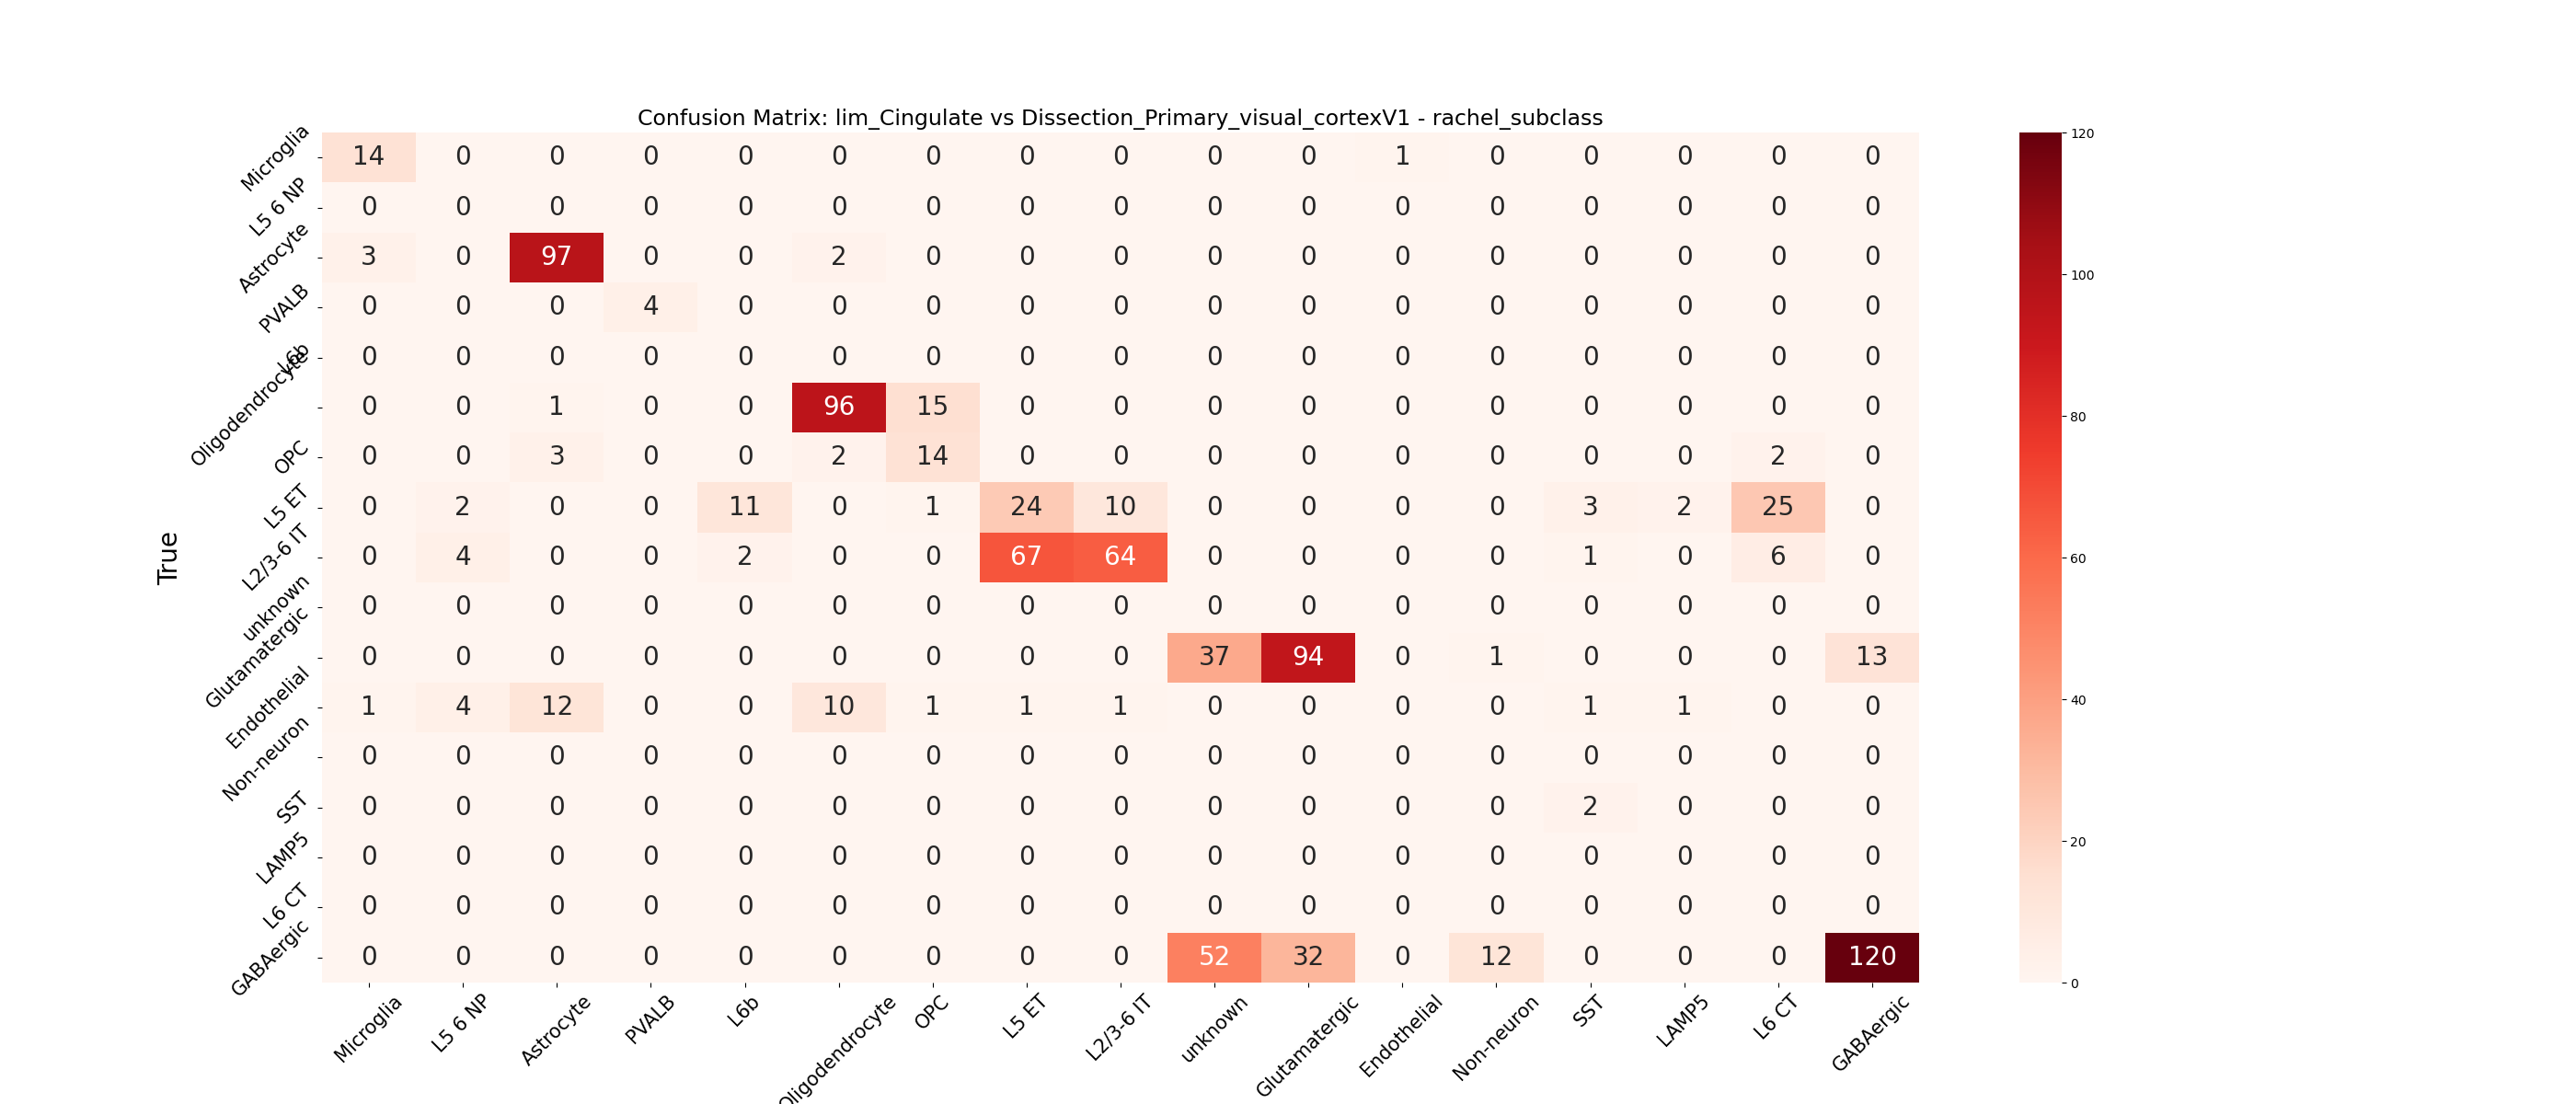 Confusion Matrix: lim_Cingulate vs Dissection_Primary_visual_cortexV1 - rachel_subclass
True
Microglia 14 0 0 0 0 0 0 0 0 0 0 1 0 0 0 0 0
L5 6 NP 0 0 0 0 0 0 0 0 0 0 0 0 0 0 0 0 0
Astrocyte 3 0 97 0 0 2 0 0 0 0 0 0 0 0 0 0 0
PVALB 0 0 0 4 0 0 0 0 0 0 0 0 0 0 0 0 0
L6b 0 0 0 0 0 0 0 0 0 0 0 0 0 0 0 0 0
Oligodendrocyte 0 0 1 0 0 96 15 0 0 0 0 0 0 0 0 0 0
OPC 0 0 3 0 0 2 14 0 0 0 0 0 0 0 0 2 0
L5 ET 0 2 0 0 11 0 1 24 10 0 0 0 0 3 2 25 0
L2/3-6 IT 0 4 0 0 2 0 0 67 64 0 0 0 0 1 0 6 0
unknown 0 0 0 0 0 0 0 0 0 0 0 0 0 0 0 0 0
Glutamatergic 0 0 0 0 0 0 0 0 0 37 94 0 1 0 0 0 13
Endothelial 1 4 12 0 0 10 1 1 1 0 0 0 0 1 1 0 0
Non-neuron 0 0 0 0 0 0 0 0 0 0 0 0 0 0 0 0 0
SST 0 0 0 0 0 0 0 0 0 0 0 0 0 2 0 0 0
LAMP5 0 0 0 0 0 0 0 0 0 0 0 0 0 0 0 0 0
L6 CT 0 0 0 0 0 0 0 0 0 0 0 0 0 0 0 0 0
GABAergic 0 0 0 0 0 0 0 0 0 52 32 0 12 0 0 0 120
Microglia L5 6 NP Astrocyte PVALB L6b Oligodendrocyte OPC L5 ET L2/3-6 IT unknown Glutamatergic Endothelial Non-neuron SST LAMP5 L6 CT GABAergic
120
100
80
60
40
20
0